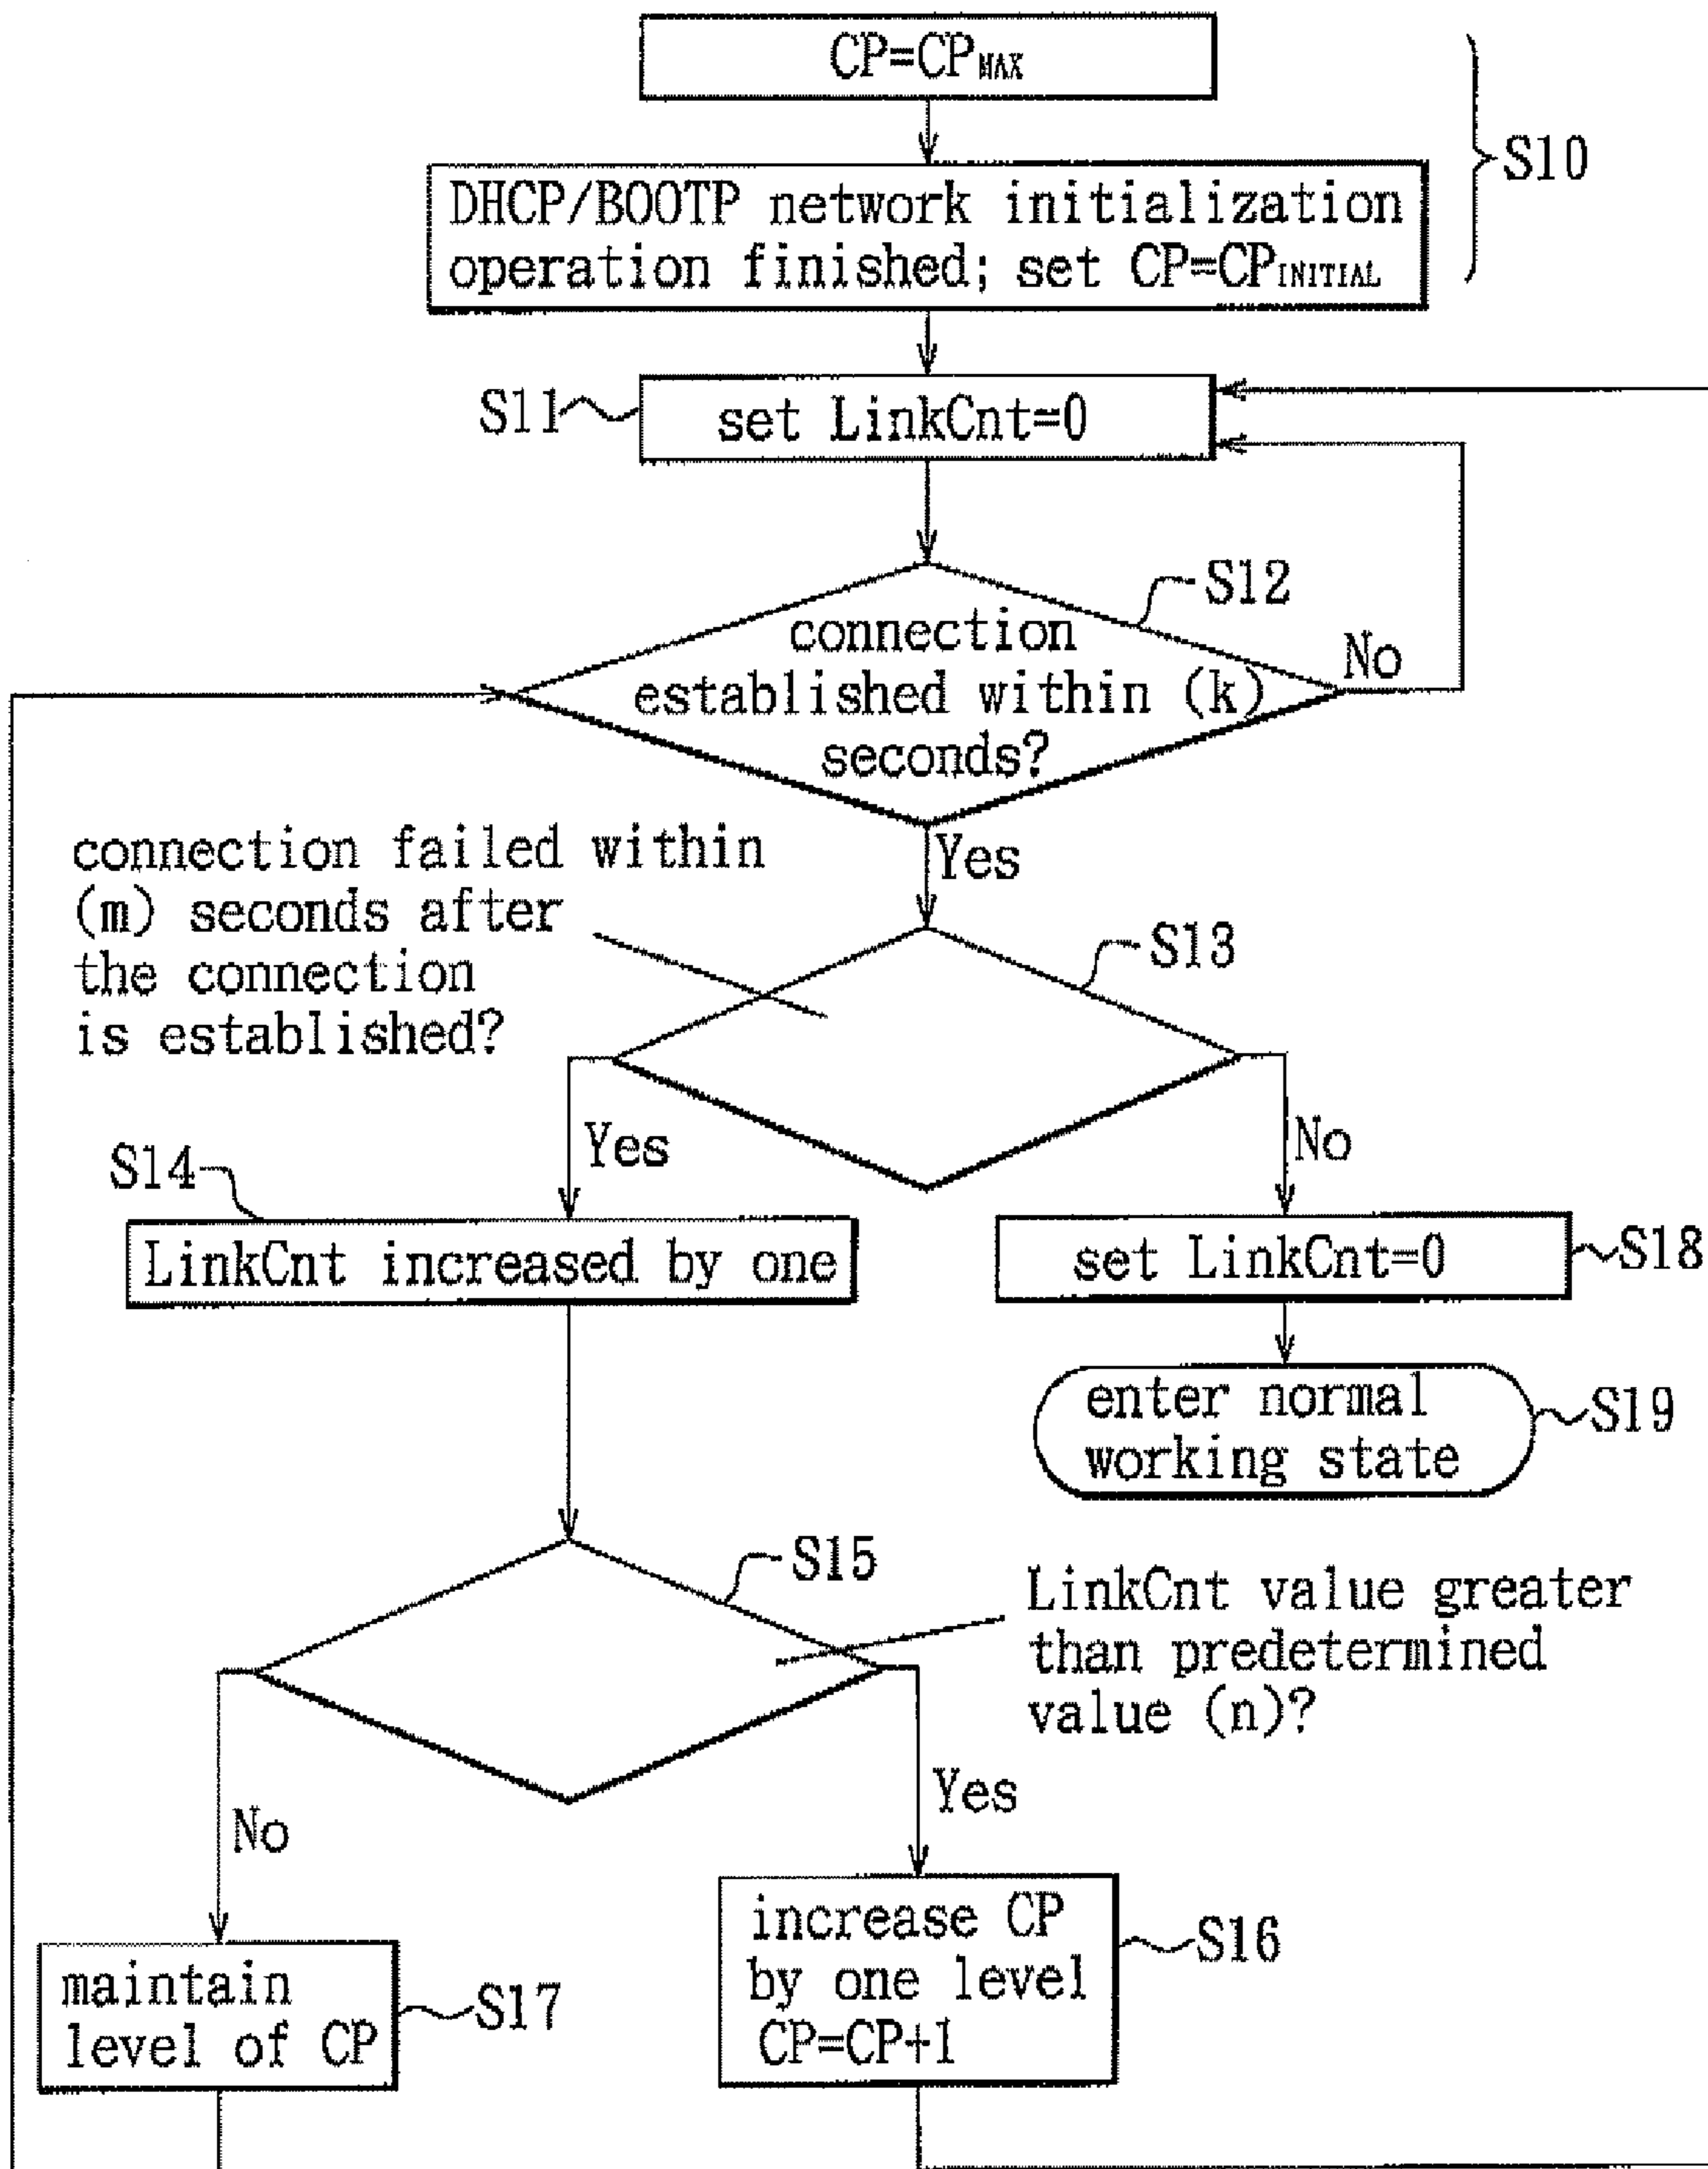 CP=CPMAX
S10
DHCP/BOOTP network initialization
operation finished; set CP=CPINITIAL
S11
set LinkCnt=0
S12
connection
established within (k)
seconds?
No
Yes
connection failed within
(m) seconds after
the connection
is established?
S13
Yes
No
S14
LinkCnt increased by one
set LinkCnt=0
S18
enter normal
working state
S19
S15
LinkCnt value greater
than predetermined
value (n)?
No
Yes
maintain
level of CP
S17
increase CP
by one level
CP=CP+1
S16